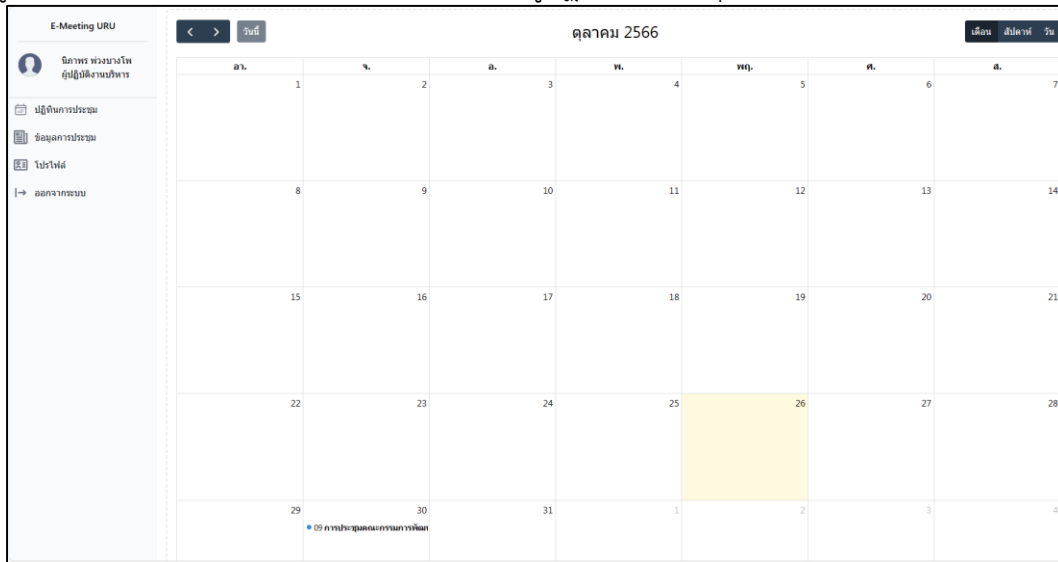 E-Meeting URU
นิภาพร พ่วงบางโพ
ผู้ปฏิบัติงานบริหาร
ปฏิทินการประชุม
ข้อมูลการประชุม
โปรไฟล์
ออกจากระบบ
วันนี้
ตุลาคม 2566
เดือน สัปดาห์ วัน
อา. จ. อ. พ. พฤ. ศ. ส.
1 2 3 4 5 6 7
8 9 10 11 12 13 14
15 16 17 18 19 20 21
22 23 24 25 26 27 28
29 30 31 1 2 3 4
09 การประชุมคณะกรรมการพัฒน